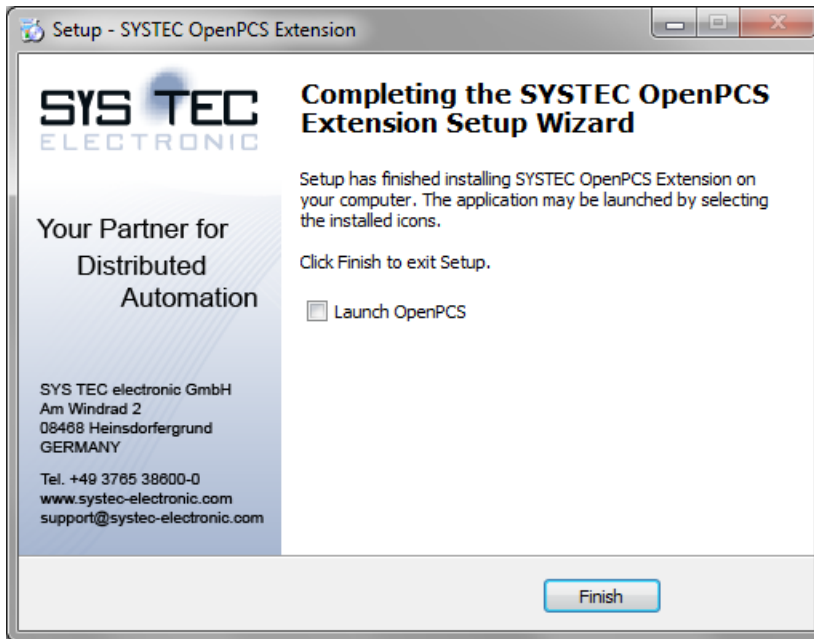 Setup - SYSTEC OpenPCS Extension
SYS TEC
ELECTRONIC
Your Partner for
Distributed
Automation
SYS TEC electronic GmbH
Am Windrad 2
08468 Heinsdorfergrund
GERMANY
Tel. +49 3765 38600-0
www.systec-electronic.com
support@systec-electronic.com
Completing the SYSTEC OpenPCS
Extension Setup Wizard
Setup has finished installing SYSTEC OpenPCS Extension on
your computer. The application may be launched by selecting
the installed icons.
Click Finish to exit Setup.
Launch OpenPCS
Finish